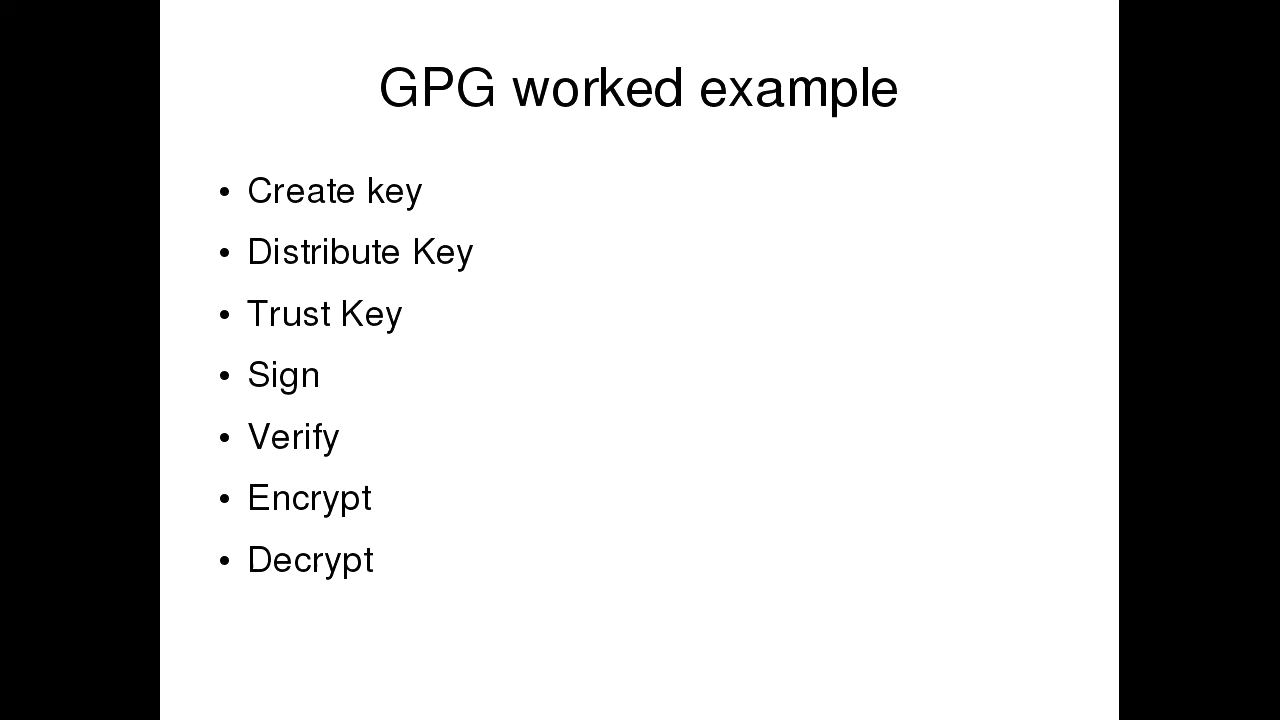 GPG worked example
• Create key
• Distribute Key
• Trust Key
• Sign
• Verify
• Encrypt
• Decrypt